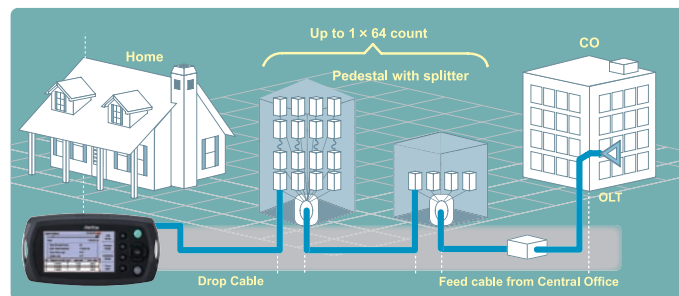 Up to 1 × 64 count
CO
Home
Pedestal with splitter
OLT
Drop Cable
Feed cable from Central Office